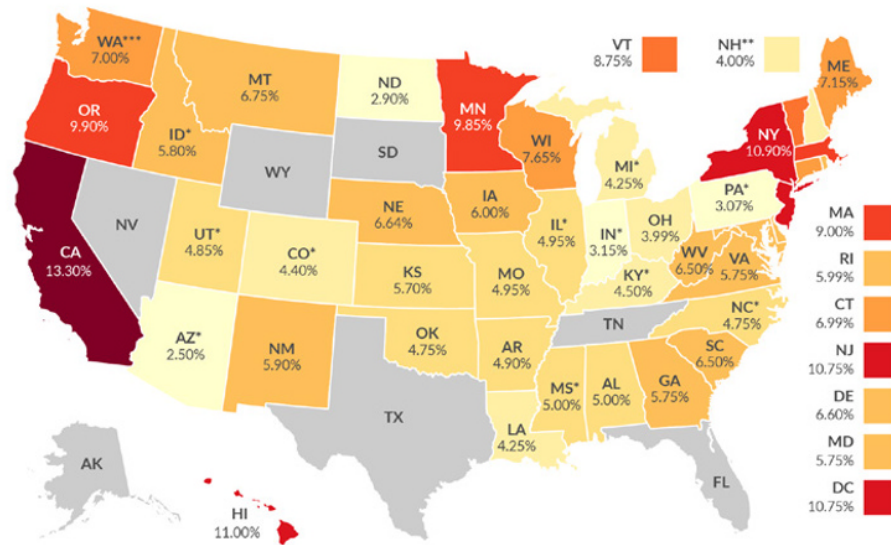 WA***
7.00%
VT
8.75%
NH**
4.00%
ME
7.15%
MT
6.75%
ND
2.90%
MN
9.85%
OR
9.90%
ID*
5.80%
WI
7.65%
NY
10.90%
SD
WY
MI*
4.25%
PA*
3.07%
NE
6.64%
IA
6.00%
NV
UT*
4.85%
CO*
4.40%
IL*
4.95%
IN*
3.15%
OH
3.99%
MA
9.00%
CA
13.30%
KS
5.70%
MO
4.95%
KY*
4.50%
WV
6.50%
VA
5.75%
RI
5.99%
CT
6.99%
NC*
4.75%
TN
AZ*
2.50%
NM
5.90%
OK
4.75%
AR
4.90%
SC
6.50%
NJ
10.75%
MS*
5.00%
AL
5.00%
GA
5.75%
DE
6.60%
TX
LA
4.25%
MD
5.75%
AK
FL
DC
10.75%
HI
11.00%